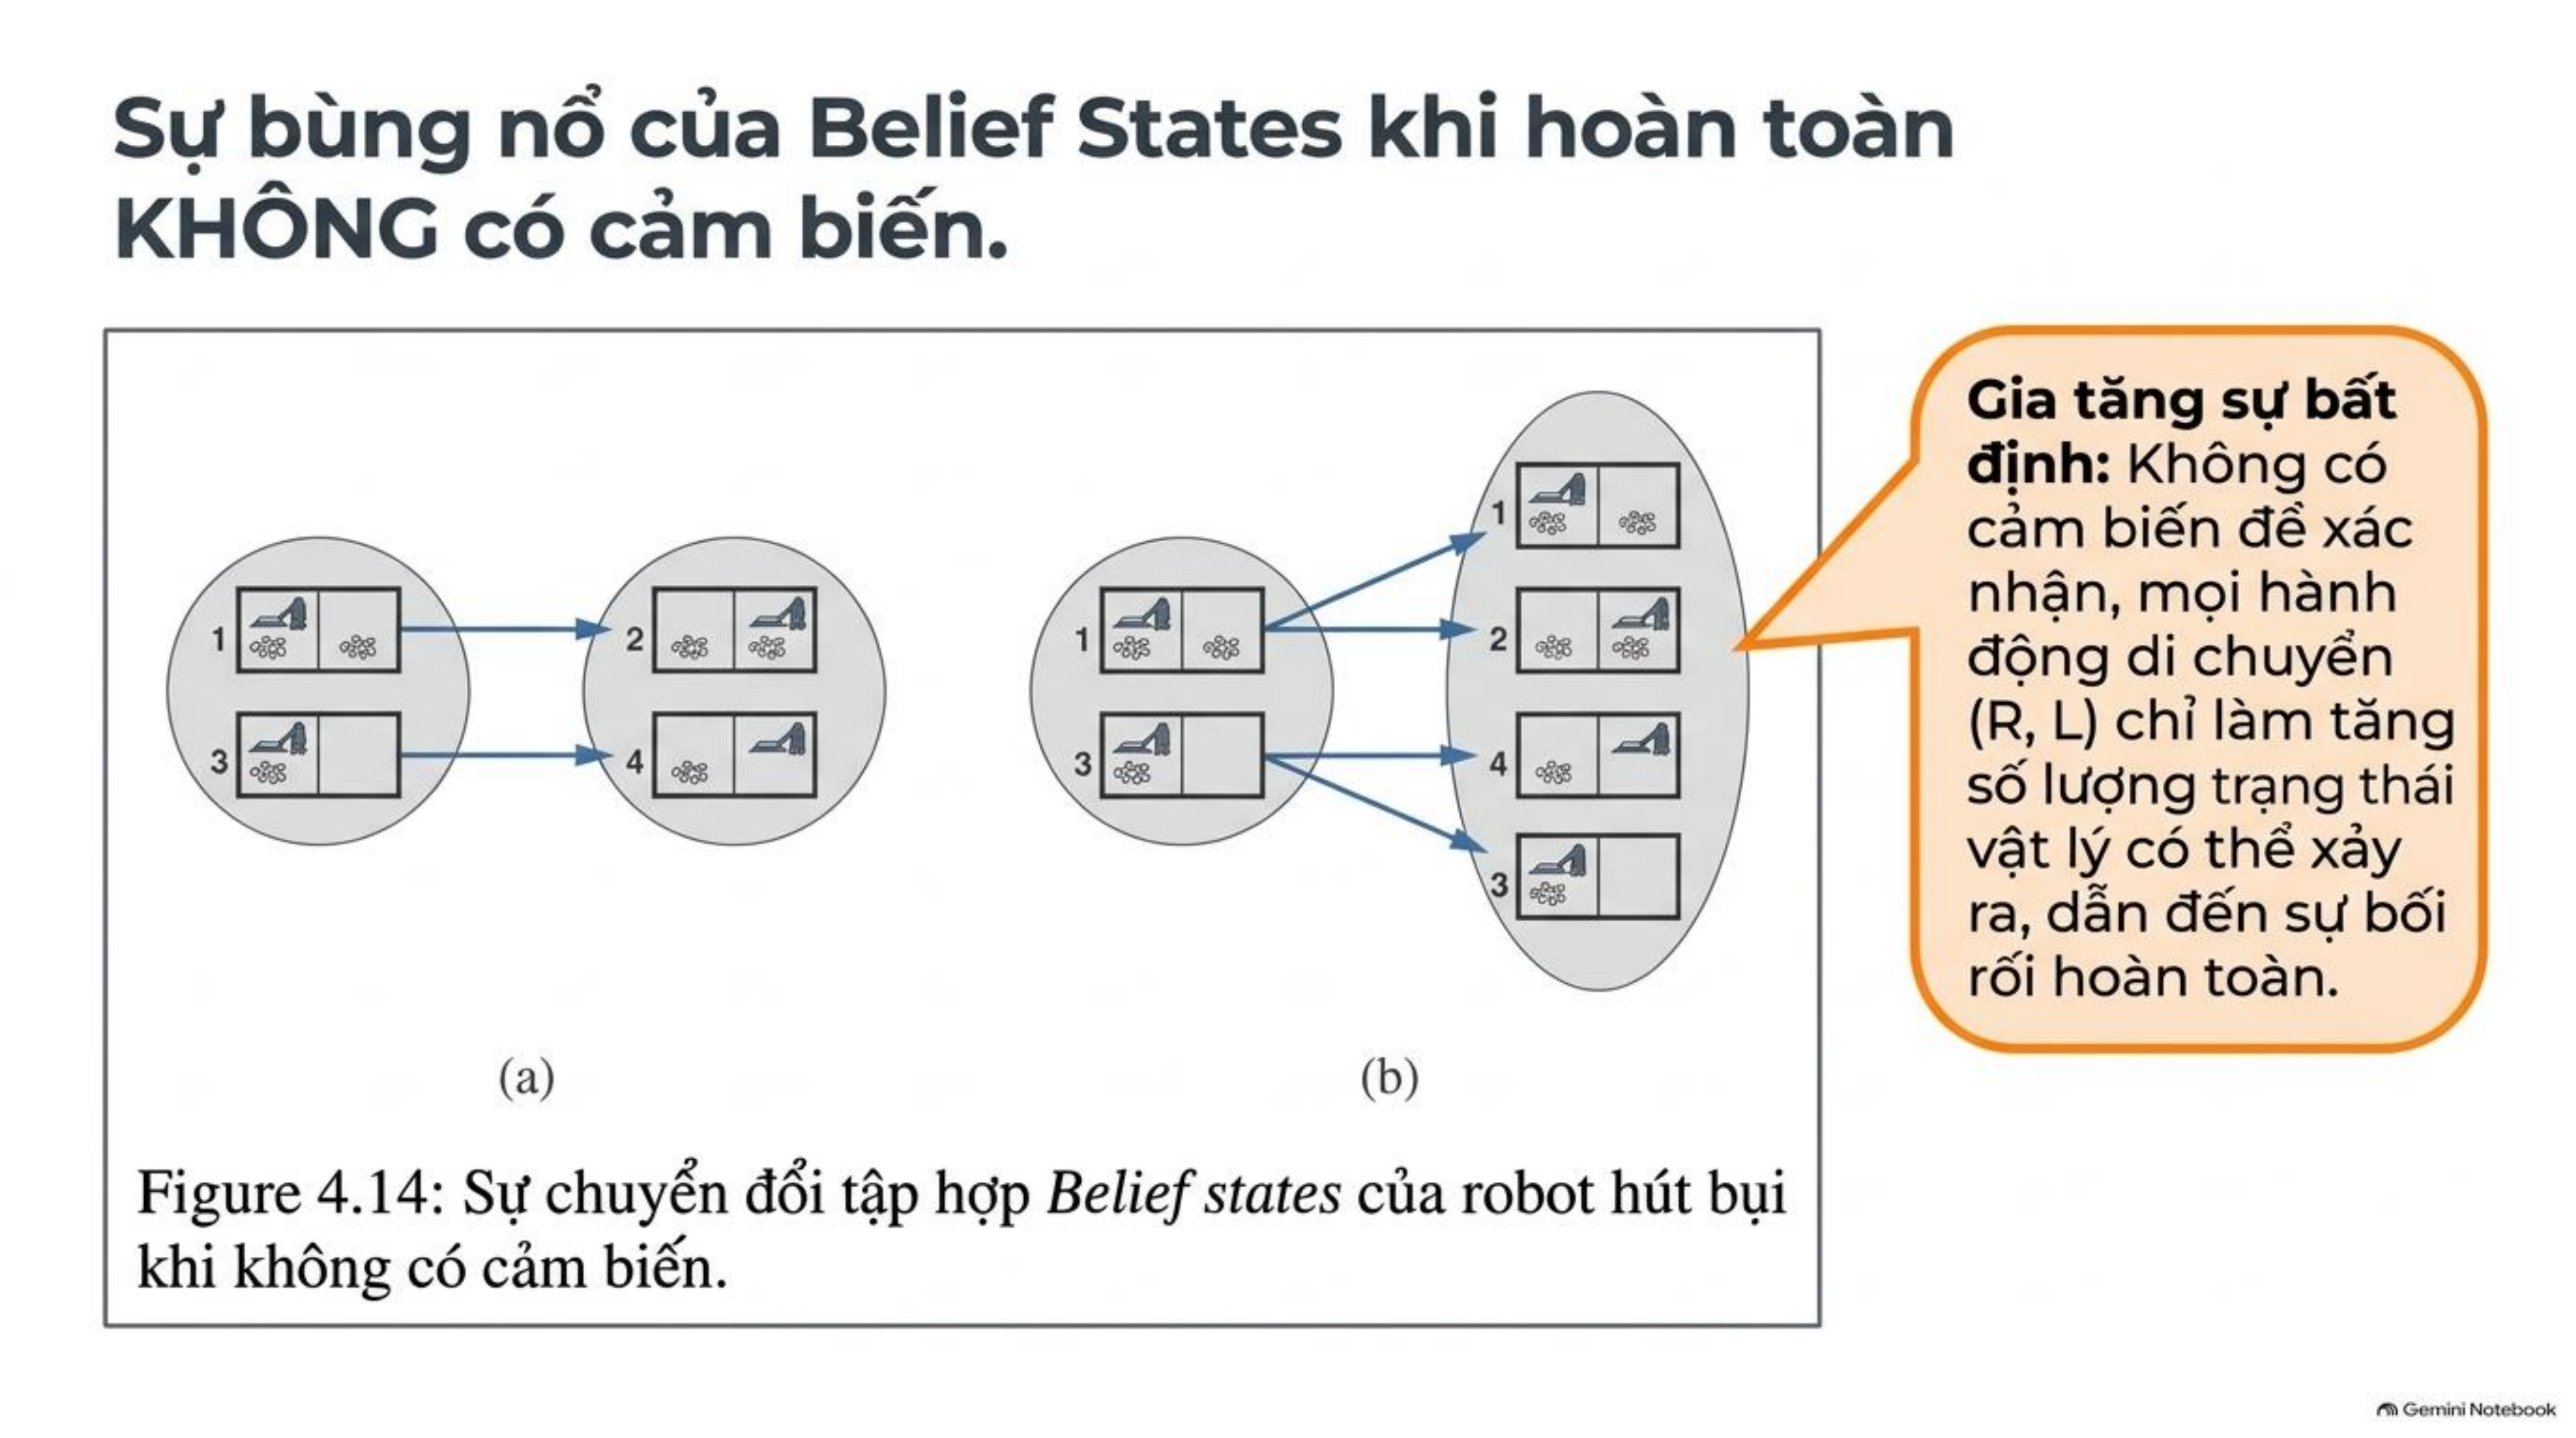 Sự bùng nổ của Belief States khi hoàn toàn
KHÔNG có cảm biến.
1
3
2
4
1
3
1
2
4
3
(a)
(b)
Figure 4.14: Sự chuyển đổi tập hợp Belief states của robot hút bụi
khi không có cảm biến.
Gia tăng sự bất
định: Không có
cảm biến để xác
nhận, mọi hành
động di chuyển
(R, L) chỉ làm tăng
số lượng trạng thái
vật lý có thể xảy
ra, dẫn đến sự bối
rối hoàn toàn.
Gemini Notebook